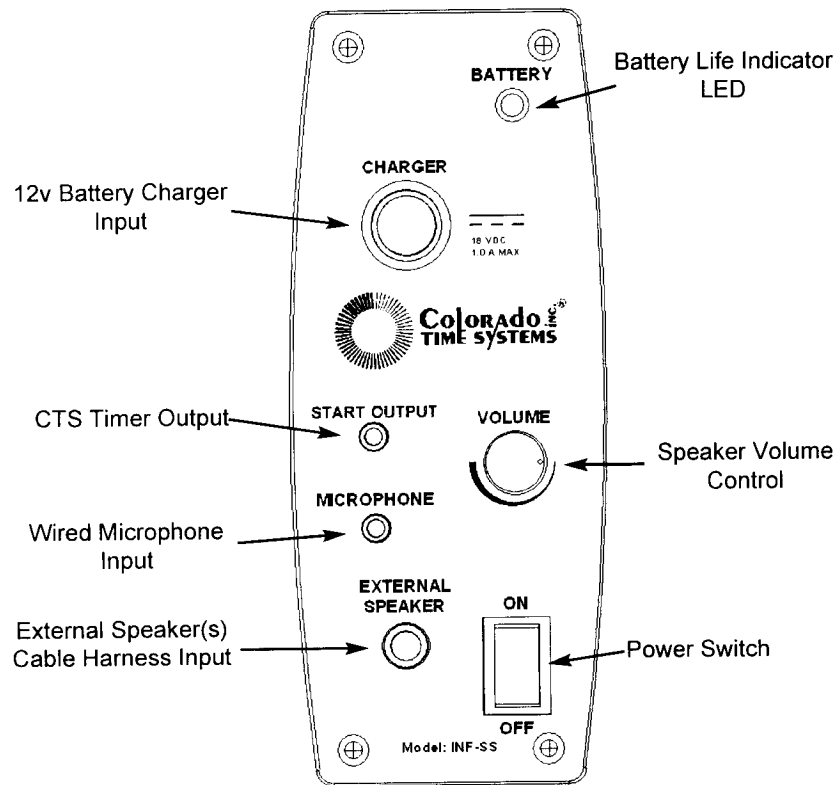 BATTERY
Battery Life Indicator
LED
CHARGER
12v Battery Charger
Input
18 VDC
1.0 A MAX
COLORADO INC.®
TIME SYSTEMS
CTS Timer Output
START OUTPUT
VOLUME
Speaker Volume
Control
MICROPHONE
Wired Microphone
Input
EXTERNAL
SPEAKER
ON
External Speaker(s)
Cable Harness Input
Power Switch
OFF
Model: INF-SS